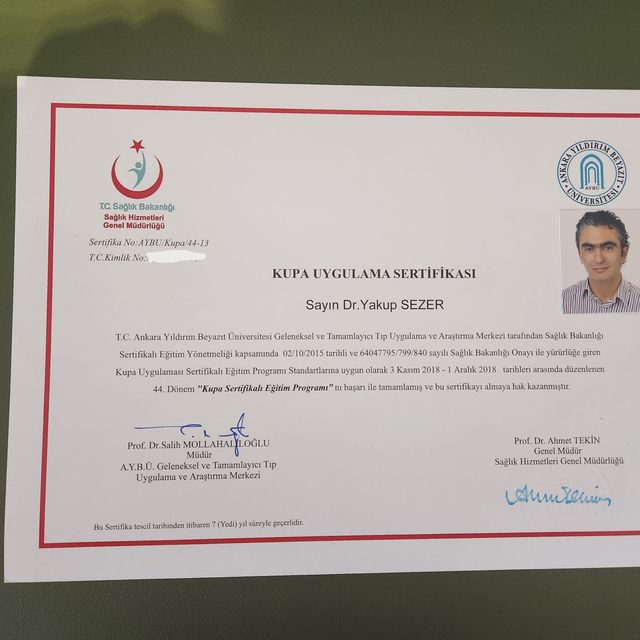 T.C. Sağlık Bakanlığı
Sağlık Hizmetleri
Genel Müdürlüğü
ANKARA YILDIRIM BEYAZIT ÜNİVERSİTESİ
AYBÜ
Sertifika No:AYBU/Kupa/44-13
T.C.Kimlik No:
KUPA UYGULAMA SERTİFİKASI
Sayın Dr.Yakup SEZER
T.C. Ankara Yıldırım Beyazıt Üniversitesi Geleneksel ve Tamamlayıcı Tıp Uygulama ve Araştırma Merkezi tarafından Sağlık Bakanlığı
Sertifikalı Eğitim Yönetmeliği kapsamında 02/10/2015 tarihli ve 64047795/799/840 sayılı Sağlık Bakanlığı Onayı ile yürürlüğe giren
Kupa Uygulaması Sertifikalı Eğitim Programı Standartlarına uygun olarak 3 Kasım 2018 - 1 Aralık 2018 tarihleri arasında düzenlenen
44. Dönem "Kupa Sertifikalı Eğitim Programı" nı başarı ile tamamlamış ve bu sertifikayı almaya hak kazanmıştır.
Prof. Dr.Salih MOLLAHALİLOĞLU
Müdür
A.Y.B.Ü. Geleneksel ve Tamamlayıcı Tıp
Uygulama ve Araştırma Merkezi
Prof. Dr. Ahmet TEKİN
Genel Müdür
Sağlık Hizmetleri Genel Müdürlüğü
Bu Sertifika tescil tarihinden itibaren 7 (Yedi) yıl süreyle geçerlidir.